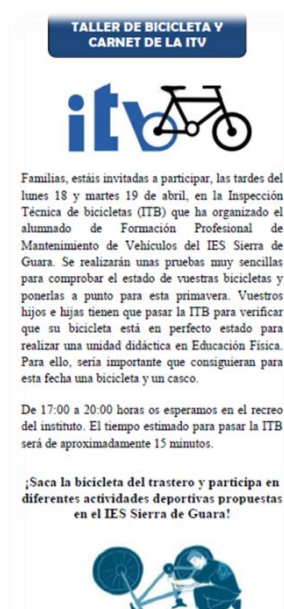 TALLER DE BICICLETA Y
CARNET DE LA ITV
itv
Familias, estáis invitadas a participar, las tardes del
lunes 18 y martes 19 de abril, en la Inspección
Técnica de bicicletas (ITB) que ha organizado el
alumnado de Formación Profesional de
Mantenimiento de Vehículos del IES Sierra de
Guara. Se realizarán unas pruebas muy sencillas
para comprobar el estado de vuestras bicicletas y
ponerlas a punto para esta primavera. Vuestros
hijos e hijas tienen que pasar la ITB para verificar
que su bicicleta está en perfecto estado para
realizar una unidad didáctica en Educación Física.
Para ello, sería importante que consiguieran para
esta fecha una bicicleta y un casco.
De 17:00 a 20:00 horas os esperamos en el recreo
del instituto. El tiempo estimado para pasar la ITB
será de aproximadamente 15 minutos.
¡Saca la bicicleta del trastero y participa en
diferentes actividades deportivas propuestas
en el IES Sierra de Guara!